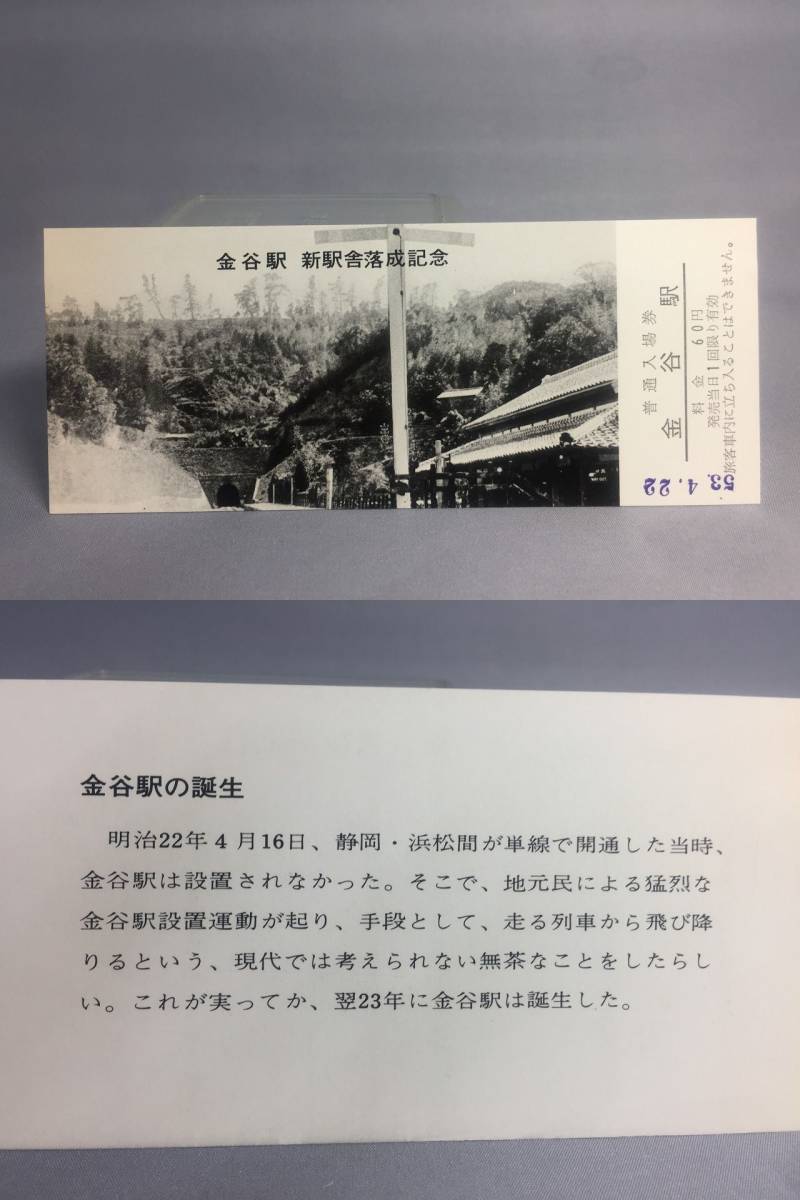 金谷駅 新駅舎落成記念
普通入場券
金谷駅
料金 60円
発売当日1回限り有効
旅客車内に立ち入ることはできません。
53.4.22
WAY OUT
金谷駅の誕生
明治22年4月16日、静岡・浜松間が単線で開通した当時、
金谷駅は設置されなかった。そこで、地元民による猛烈な
金谷駅設置運動が起り、手段として、走る列車から飛び降
りるという、現代では考えられない無茶なことをしたらし
い。これが実ってか、翌23年に金谷駅は誕生した。